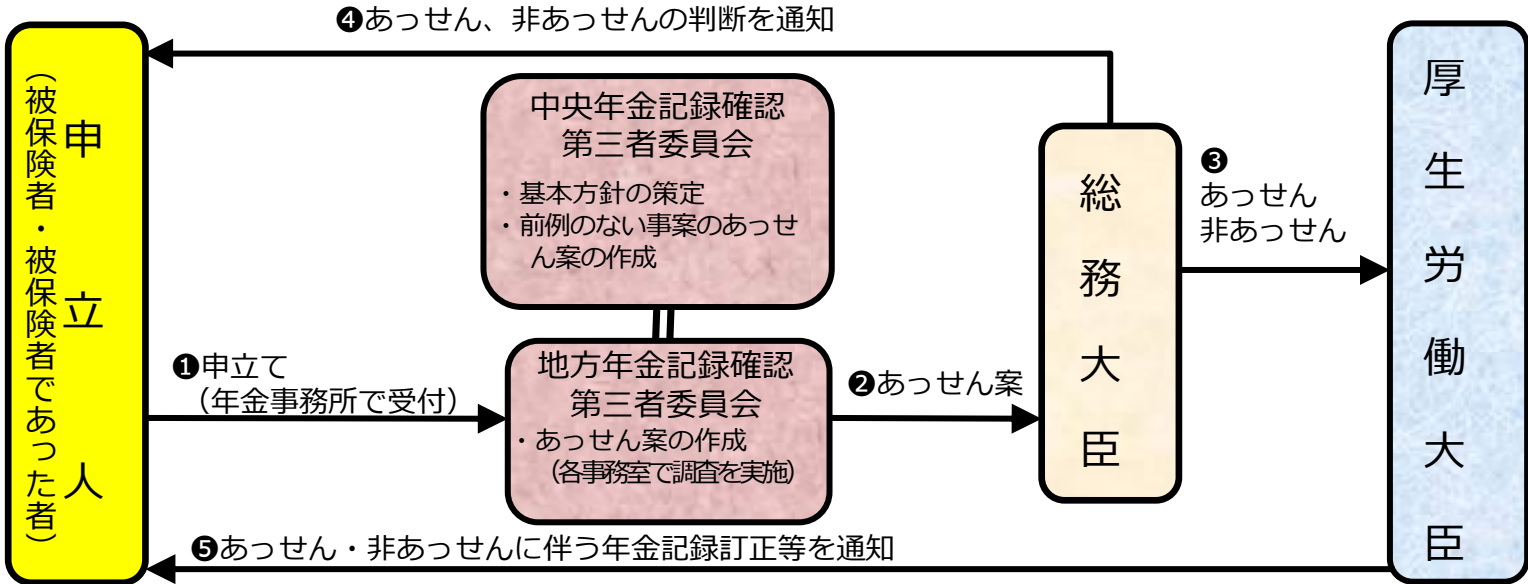 ❹あっせん、非あっせんの判断を通知
申立人
（被保険者・被保険者であった者）
中央年金記録確認
第三者委員会
・基本方針の策定
・前例のない事案のあっせ
ん案の作成
❶申立て
（年金事務所で受付）
地方年金記録確認
第三者委員会
・あっせん案の作成
（各事務室で調査を実施）
❷あっせん案
総務大臣
❸
あっせん
非あっせん
厚生労働大臣
❺あっせん・非あっせんに伴う年金記録訂正等を通知